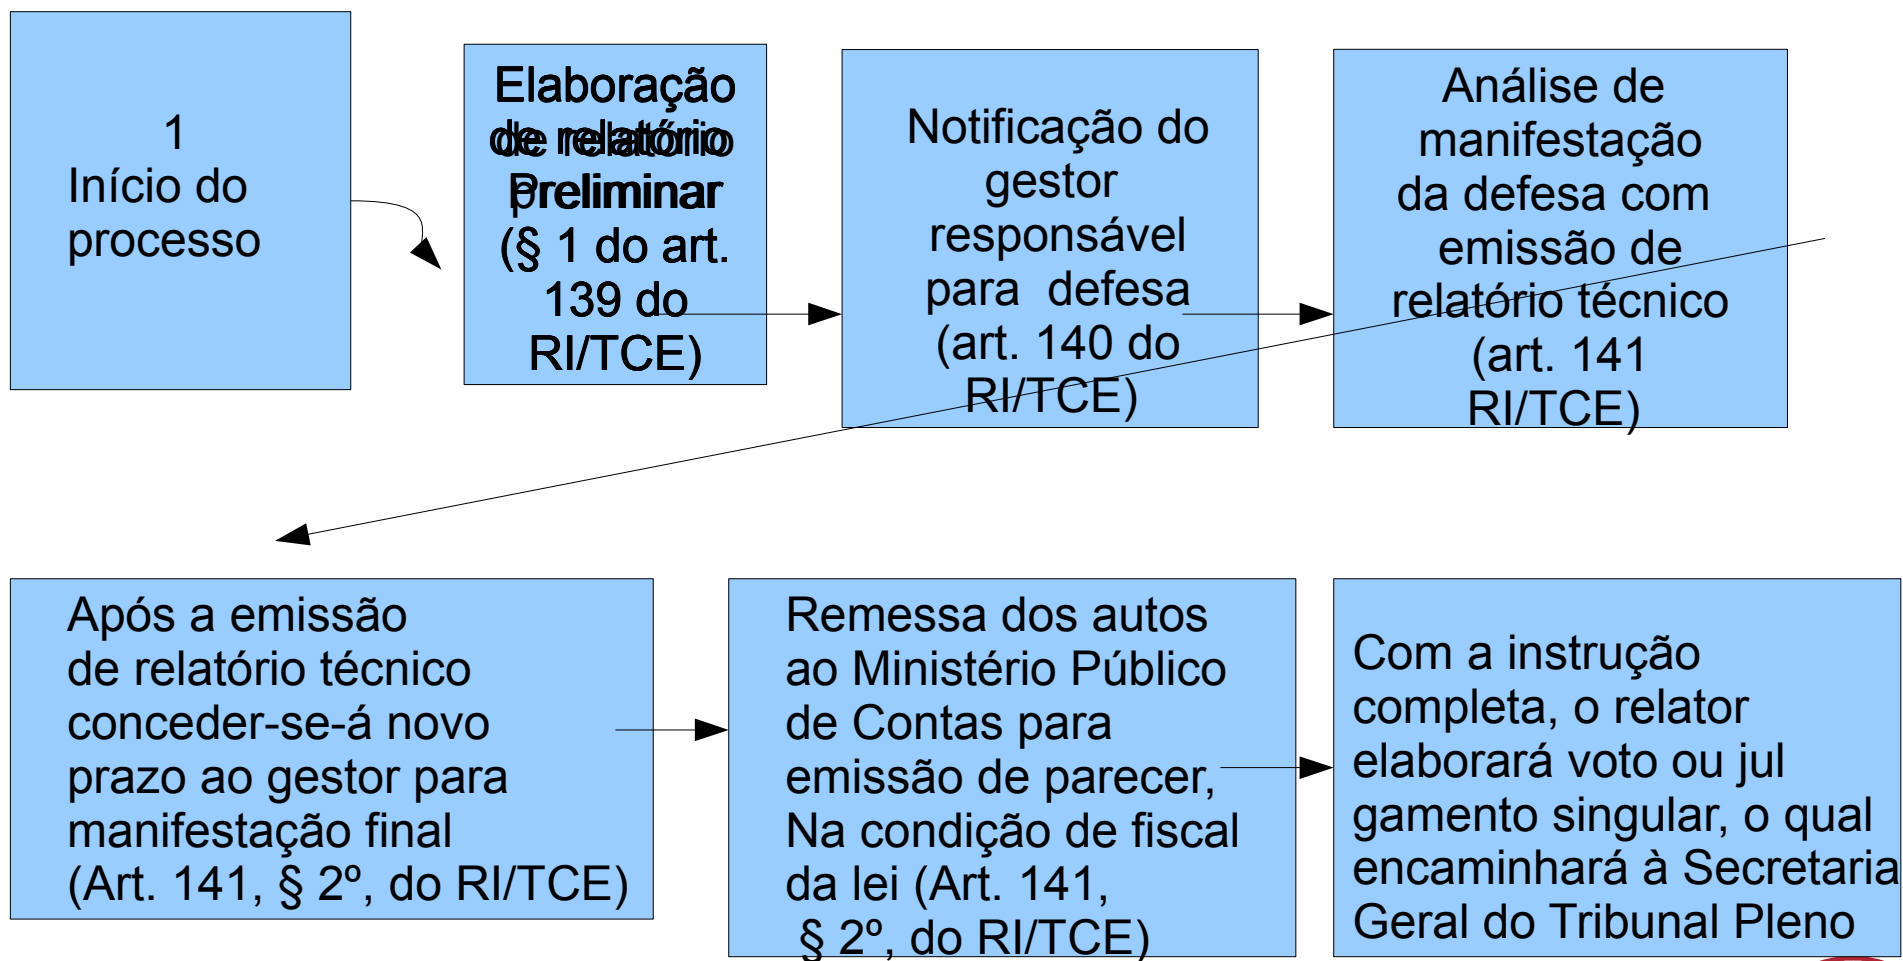 1
Início do
processo
Elaboração
de relatório
Preliminar
(§ 1 do art.
139 do
RI/TCE)
Notificação do
gestor
responsável
para  defesa
(art. 140 do
RI/TCE)
Análise de
manifestação
da defesa com
emissão de
relatório técnico
(art. 141
RI/TCE)
Após a emissão
de relatório técnico
conceder-se-á novo
prazo ao gestor para
manifestação final
(Art. 141, § 2º, do RI/TCE)
Remessa dos autos
ao Ministério Público
de Contas para
emissão de parecer,
Na condição de fiscal
da lei (Art. 141,
§ 2º, do RI/TCE)
Com a instrução
completa, o relator
elaborará voto ou jul
gamento singular, o qual
encaminhará à Secretaria
Geral do Tribunal Pleno